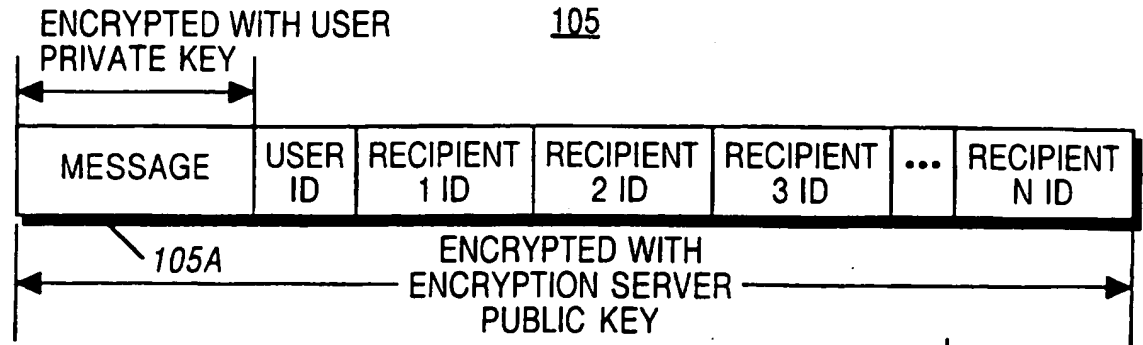 ENCRYPTED WITH USER
PRIVATE KEY
105
MESSAGE
USER
ID
RECIPIENT
1 ID
RECIPIENT
2 ID
RECIPIENT
3 ID
...
RECIPIENT
N ID
105A
ENCRYPTED WITH
ENCRYPTION SERVER
PUBLIC KEY